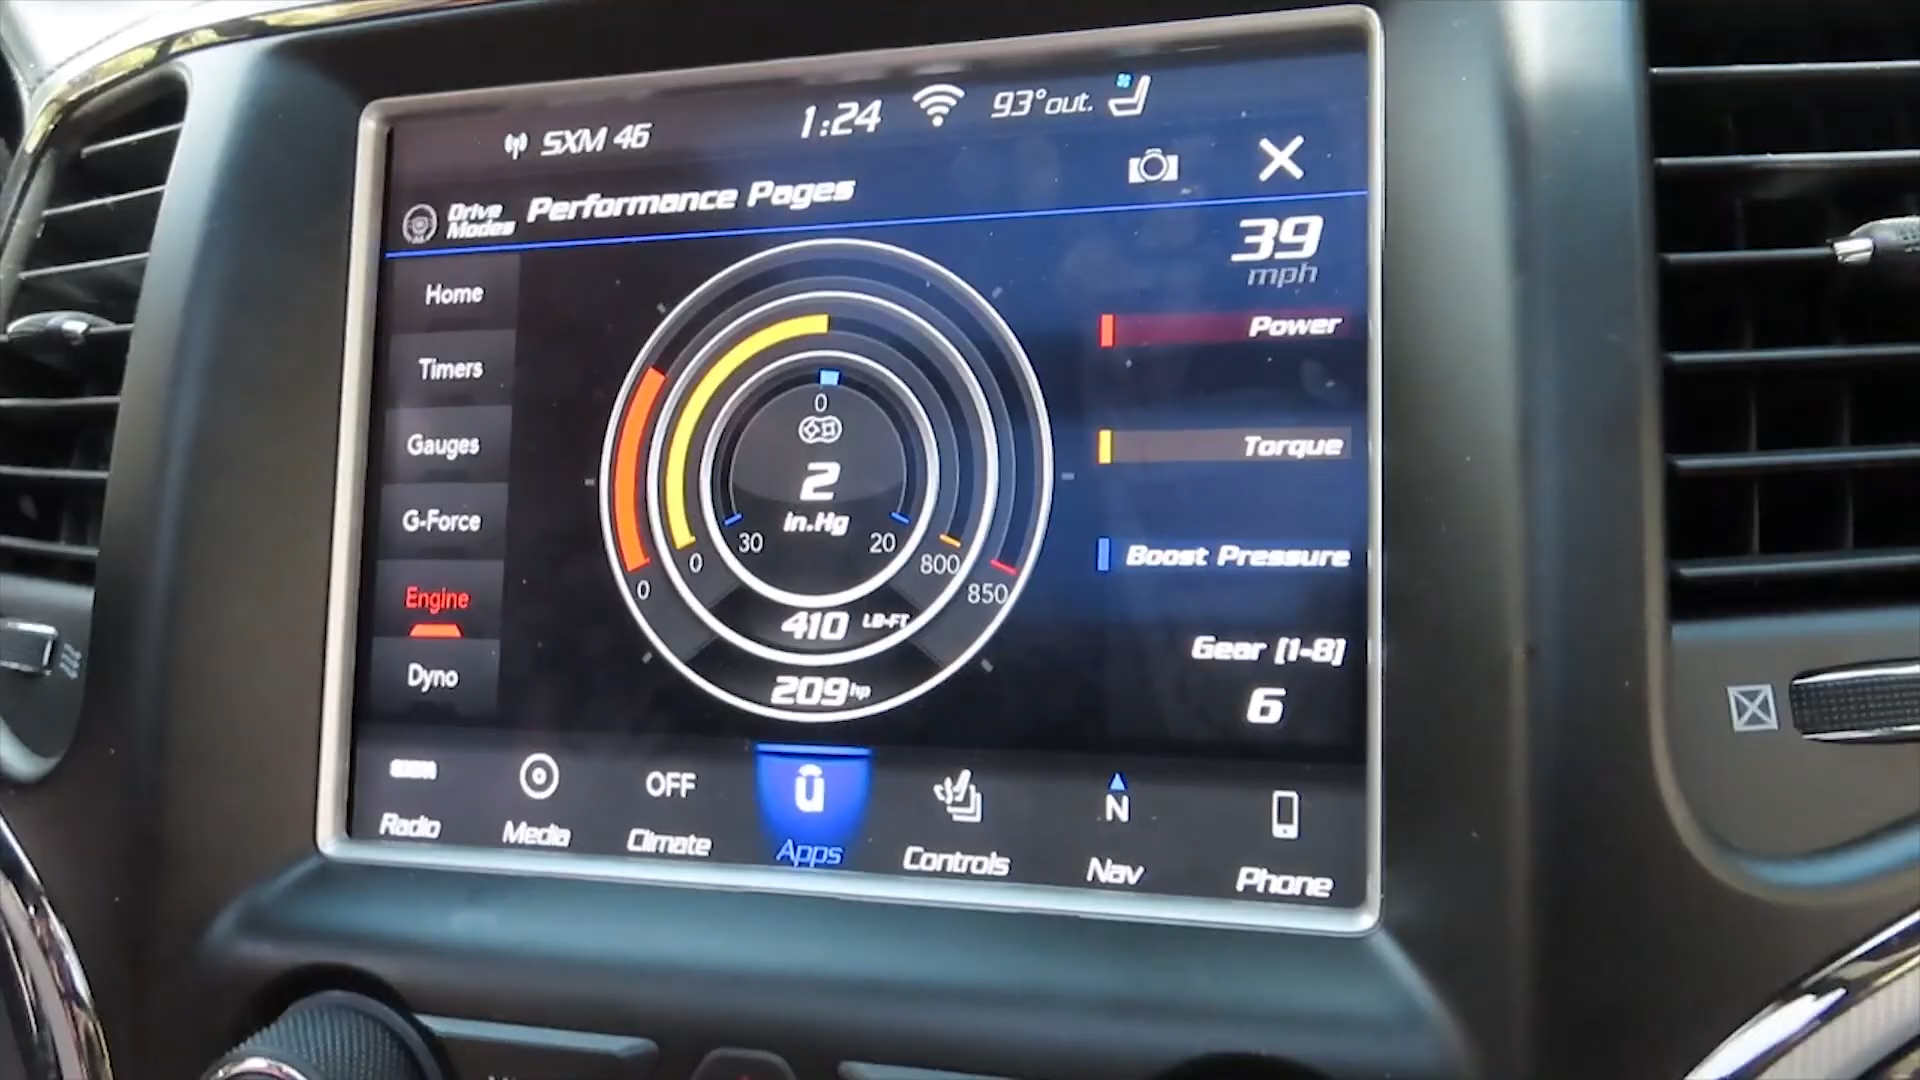 SXM 46
1:24
93° out.
Drive Modes
Performance Pages
39
mph
Home
Timers
Gauges
G-Force
Engine
Dyno
Power
Torque
Boost Pressure
Gear [1-8]
6
0
2
in.Hg
30
20
0
800
0
850
410 LB-FT
209 hp
Radio
Media
OFF
Climate
Apps
Controls
N
Nav
Phone